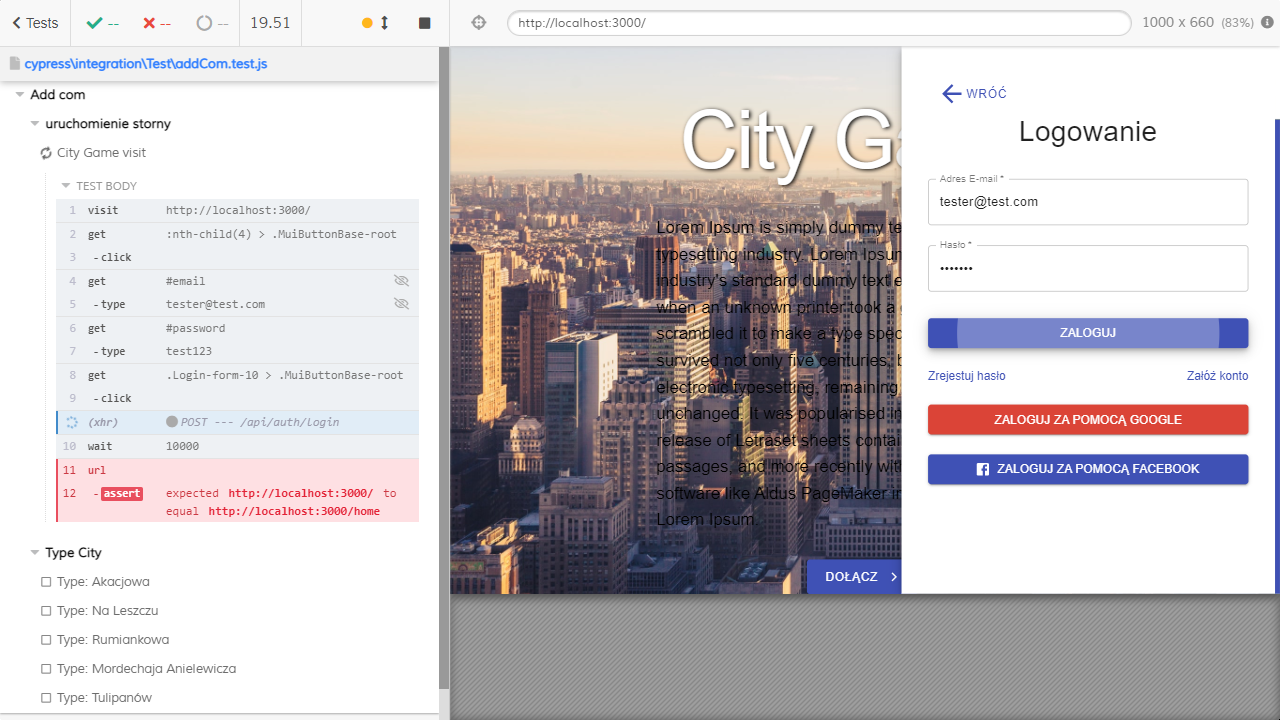 Tests
--
--
--
19.51
http://localhost:3000/
1000 x 660 (83%)
cypress\integration\Test\addCom.test.js
Add com
uruchomienie storny
City Game visit
TEST BODY
1 visit http://localhost:3000/
2 get :nth-child(4) > .MuiButtonBase-root
3 -click
4 get #email
5 -type tester@test.com
6 get #password
7 -type test123
8 get .Login-form-10 > .MuiButtonBase-root
9 -click
(xhr) POST --- /api/auth/login
10 wait 10000
11 url
12 -assert expected http://localhost:3000/ to
equal http://localhost:3000/home
Type City
Type: Akacjowa
Type: Na Leszczu
Type: Rumiankowa
Type: Mordechaja Anielewicza
Type: Tulipanów
City Ga
Lorem Ipsum is simply dummy te
typesetting industry. Lorem Ipsum
industry's standard dummy text e
when an unknown printer took a
scrambled it to make a type spec
survived not only five centuries, b
electronic typesetting, remaining
unchanged. It was popularised in
release of Letraset sheets contai
passages, and more recently with
software like Aldus PageMaker in
Lorem Ipsum.
DOŁĄCZ
WRÓĆ
Logowanie
Adres E-mail *
tester@test.com
Hasło *
•••••••
ZALOGUJ
Zrejestuj hasło Załóż konto
ZALOGUJ ZA POMOCĄ GOOGLE
ZALOGUJ ZA POMOCĄ FACEBOOK